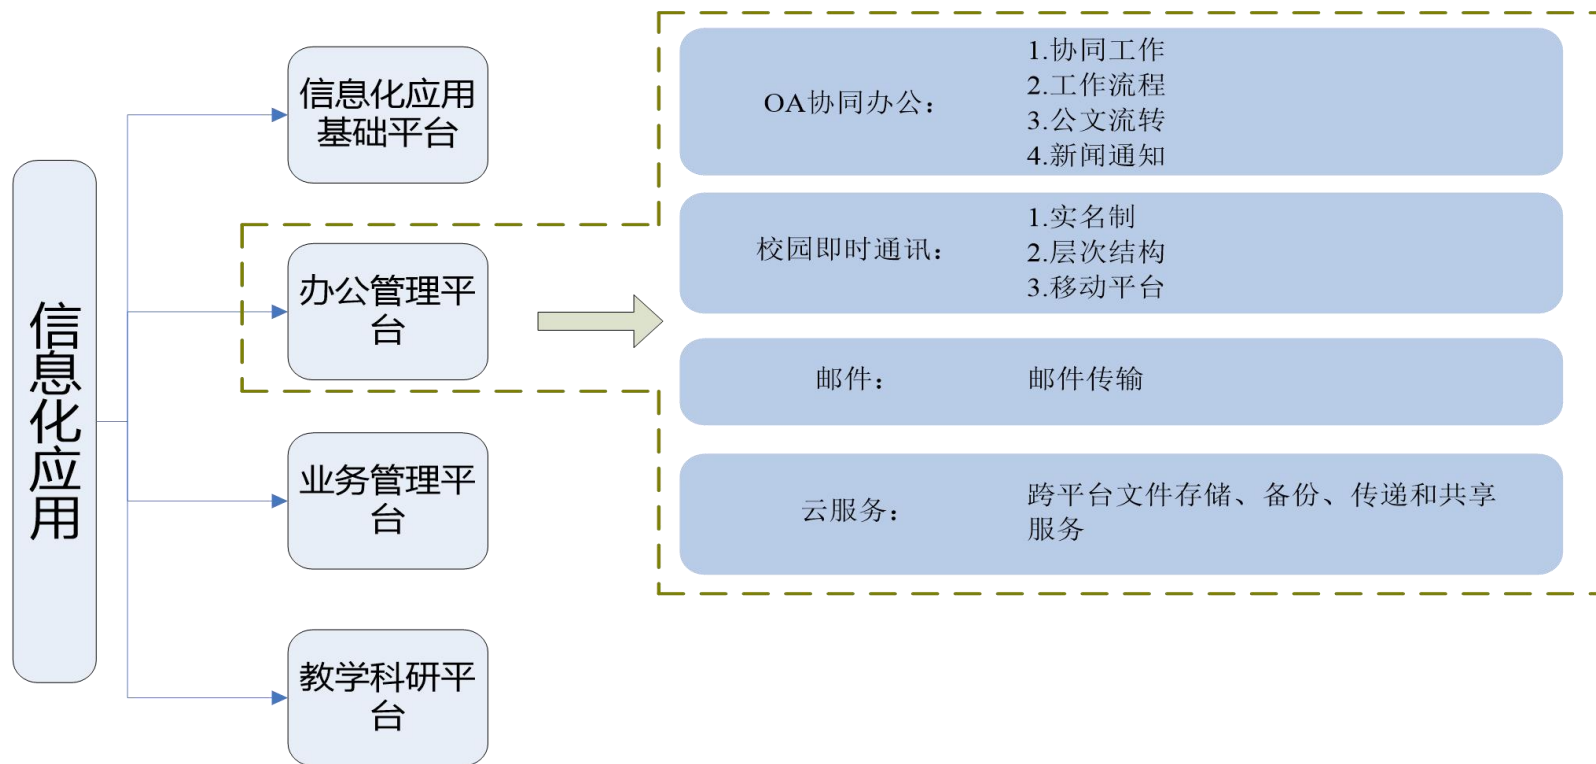 信息化应用
信息化应用
基础平台
办公管理平
台
业务管理平
台
教学科研平
台
OA协同办公：
1.协同工作
2.工作流程
3.公文流转
4.新闻通知
校园即时通讯：
1.实名制
2.层次结构
3.移动平台
邮件：
邮件传输
云服务：
跨平台文件存储、备份、传递和共享
服务